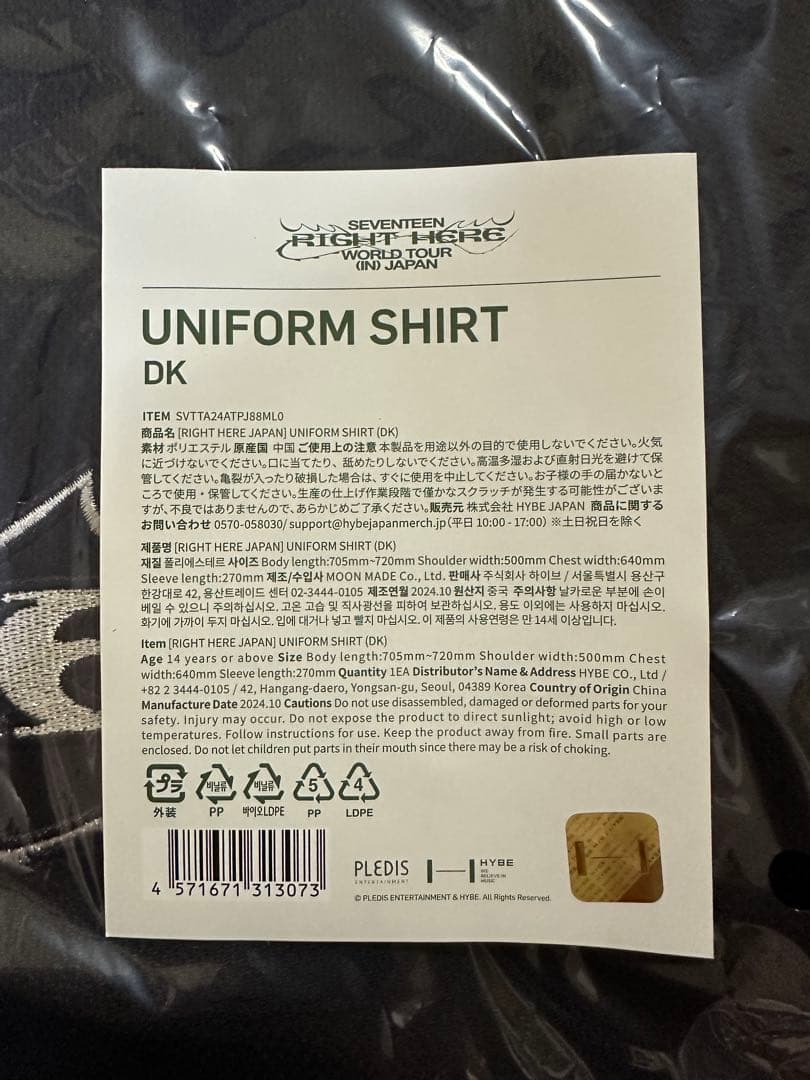 SEVENTEEN
RIGHT HERE
WORLD TOUR
(IN) JAPAN
UNIFORM SHIRT
DK
ITEM SVTTA24ATPJ88ML0
商品名 [RIGHT HERE JAPAN] UNIFORM SHIRT (DK)
素材 ポリエステル 原産国 中国 ご使用上の注意 本製品を用途以外の目的で使用しないでください。火気
に近づけないでください。口に当てたり、舐めたりしないでください。高温多湿および直射日光を避けて保
管してください。亀裂が入ったり破損した場合は、すぐに使用を中止してください。お子様の手の届かないと
ころで使用・保管してください。生産の仕上げ作業段階で僅かなスクラッチが発生する可能性がございま
すが、不良ではありませんので、あらかじめご了承ください。販売元 株式会社 HYBE JAPAN 商品に関する
お問い合わせ 0570-058030/ support@hybejapanmerch.jp (平日 10:00 - 17:00) ※土日祝日を除く
제품명 [RIGHT HERE JAPAN] UNIFORM SHIRT (DK)
재질 폴리에스테르 사이즈 Body length:705mm~720mm Shoulder width:500mm Chest width:640mm
Sleeve length:270mm 제조/수입사 MOON MADE Co., Ltd. 판매사 주식회사 하이브 / 서울특별시 용산구
한강대로 42, 용산트레이드 센터 02-3444-0105 제조연월 2024.10 원산지 중국 주의사항 날카로운 부분에 손이
베일 수 있으니 주의하십시오. 고온 고습 및 직사광선을 피하여 보관하십시오. 용도 이외에는 사용하지 마십시오.
화기에 가까이 두지 마십시오. 입에 대거나 넣고 빨지 마십시오. 이 제품의 사용연령은 만 14세 이상입니다.
Item [RIGHT HERE JAPAN] UNIFORM SHIRT (DK)
Age 14 years or above Size Body length:705mm~720mm Shoulder width:500mm Chest
width:640mm Sleeve length:270mm Quantity 1EA Distributor's Name & Address HYBE CO., Ltd /
+82 2 3444-0105 / 42, Hangang-daero, Yongsan-gu, Seoul, 04389 Korea Country of Origin China
Manufacture Date 2024.10 Cautions Do not use disassembled, damaged or deformed parts for your
safety. Injury may occur. Do not expose the product to direct sunlight; avoid high or low
temperatures. Follow instructions for use. Keep the product away from fire. Small parts are
enclosed. Do not let children put parts in their mouth since there may be a risk of choking.
プラ 비닐류 비닐류 5 4
外装 PP 바이오LDPE PP LDPE
4 571671 313073
PLEDIS
ENTERTAINMENT
HYBE
WE
BELIEVE IN
MUSIC
© PLEDIS ENTERTAINMENT & HYBE. All Rights Reserved.